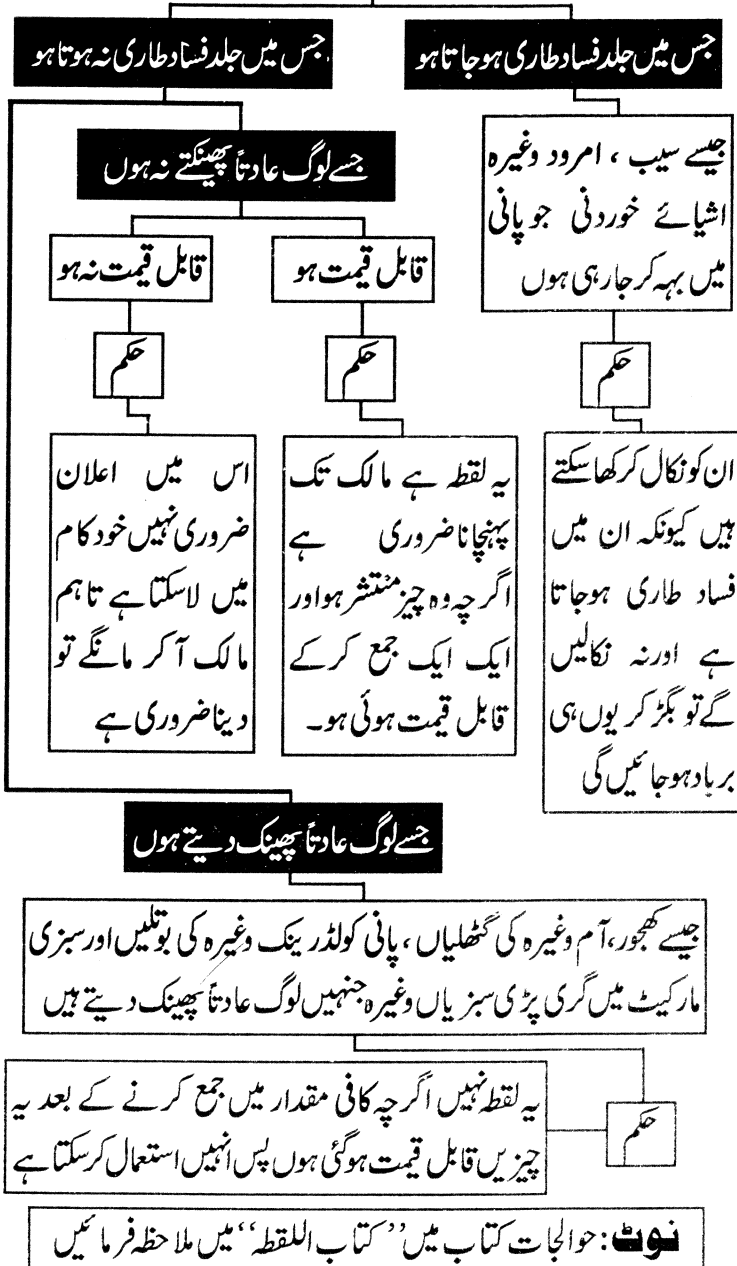 جس میں جلد فساد طاری ہوجاتا ہو
جس میں جلد فساد طاری نہ ہوتا ہو
جیسے سیب ، امرود وغیرہ
اشیائے خوردنی جو پانی
میں بہہ کر جارہی ہوں
حکم
ان کو نکال کر کھا سکتے
ہیں کیونکہ ان میں
فساد طاری ہوجاتا
ہے اورنہ نکالیں
گے تو بگڑ کر یوں ہی
برباد ہوجائیں گی
جسے لوگ عادتاً پھینکتے نہ ہوں
قابل قیمت ہو
حکم
یہ لقطہ ہے مالک تک
پہنچانا ضروری ہے
اگرچہ وہ چیز منتشر ہو اور
ایک ایک جمع کرکے
قابل قیمت ہوئی ہو۔
قابل قیمت نہ ہو
حکم
اس میں اعلان
ضروری نہیں خود کام
میں لاسکتا ہے تاہم
مالک آکر مانگے تو
دینا ضروری ہے
جسے لوگ عادتاً پھینک دیتے ہوں
جیسے کھجور، آم وغیرہ کی گٹھلیاں ، پانی کولڈرینک وغیرہ کی بوتلیں اور سبزی
مارکیٹ میں گری پڑی سبزیاں وغیرہ جنہیں لوگ عادتاً پھینک دیتے ہیں
حکم
یہ لقطہ نہیں اگرچہ کافی مقدار میں جمع کرنے کے بعد یہ
چیزیں قابل قیمت ہوگئی ہوں پس انہیں استعمال کرسکتا ہے
نوٹ: حوالجات کتاب میں ’’کتاب اللقطہ‘‘ میں ملاحظہ فرمائیں